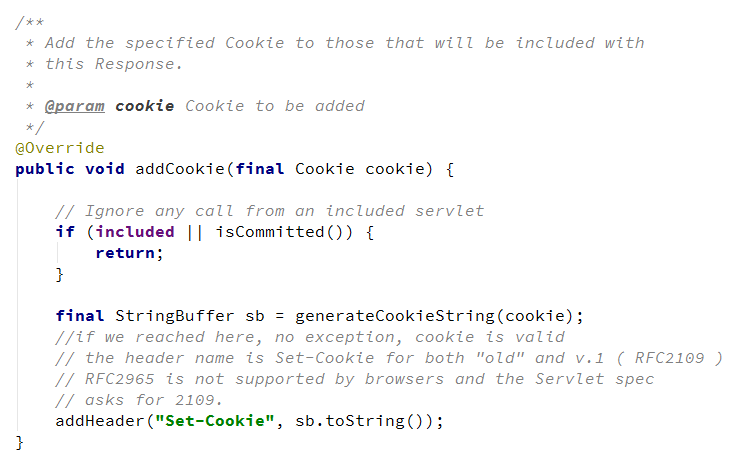 /**
 * Add the specified Cookie to those that will be included with
 * this Response.
 *
 * @param cookie Cookie to be added
 */
@Override
public void addCookie(final Cookie cookie) {

    // Ignore any call from an included servlet
    if (included || isCommitted()) {
        return;
    }

    final StringBuffer sb = generateCookieString(cookie);
    //if we reached here, no exception, cookie is valid
    // the header name is Set-Cookie for both "old" and v.1 ( RFC2109 )
    // RFC2965 is not supported by browsers and the Servlet spec
    // asks for 2109.
    addHeader("Set-Cookie", sb.toString());
}